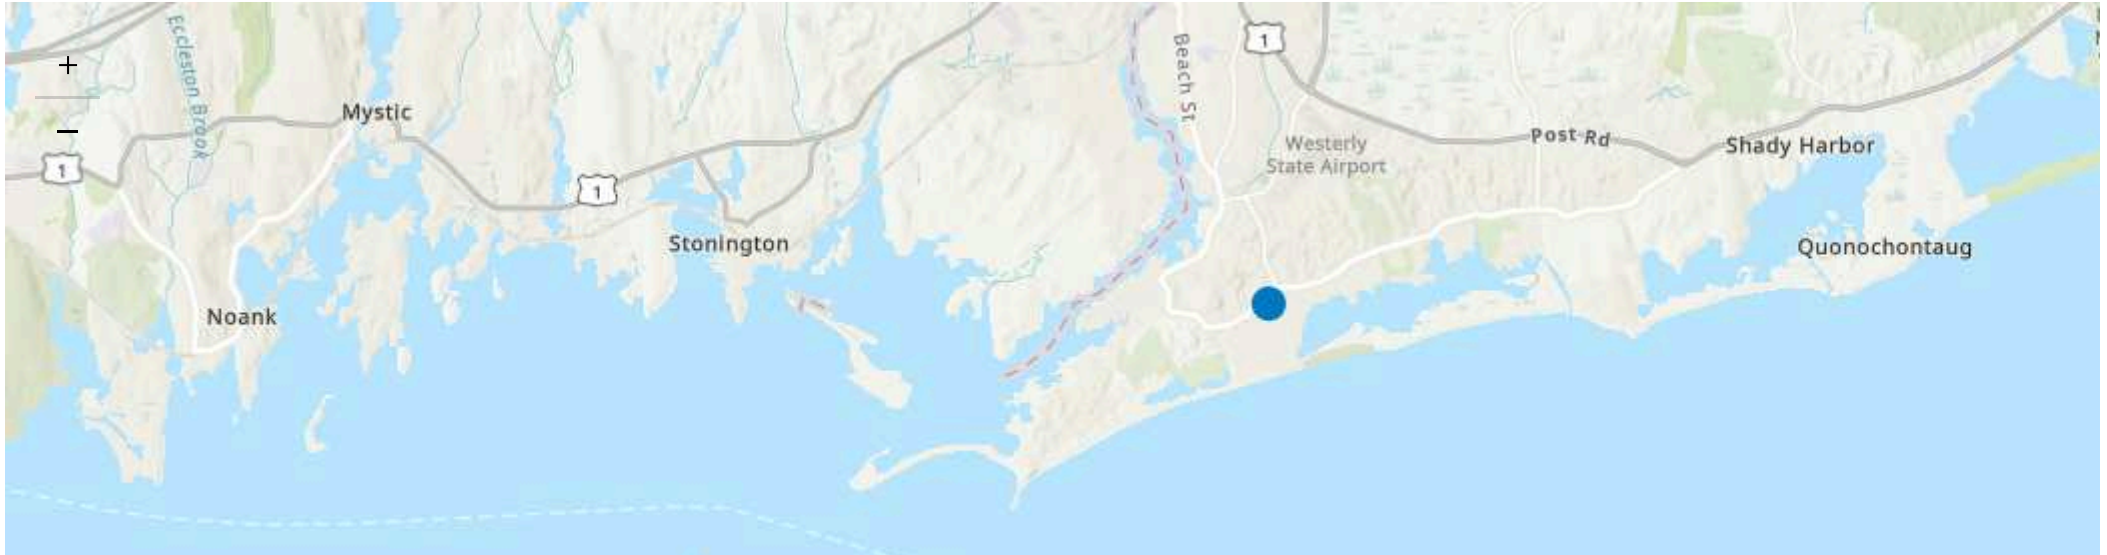 Eccleston Brook
Beach St
1
+
Mystic
−
Westerly
State Airport
Post Rd
Shady Harbor
1
1
Stonington
Quonochontaug
Noank